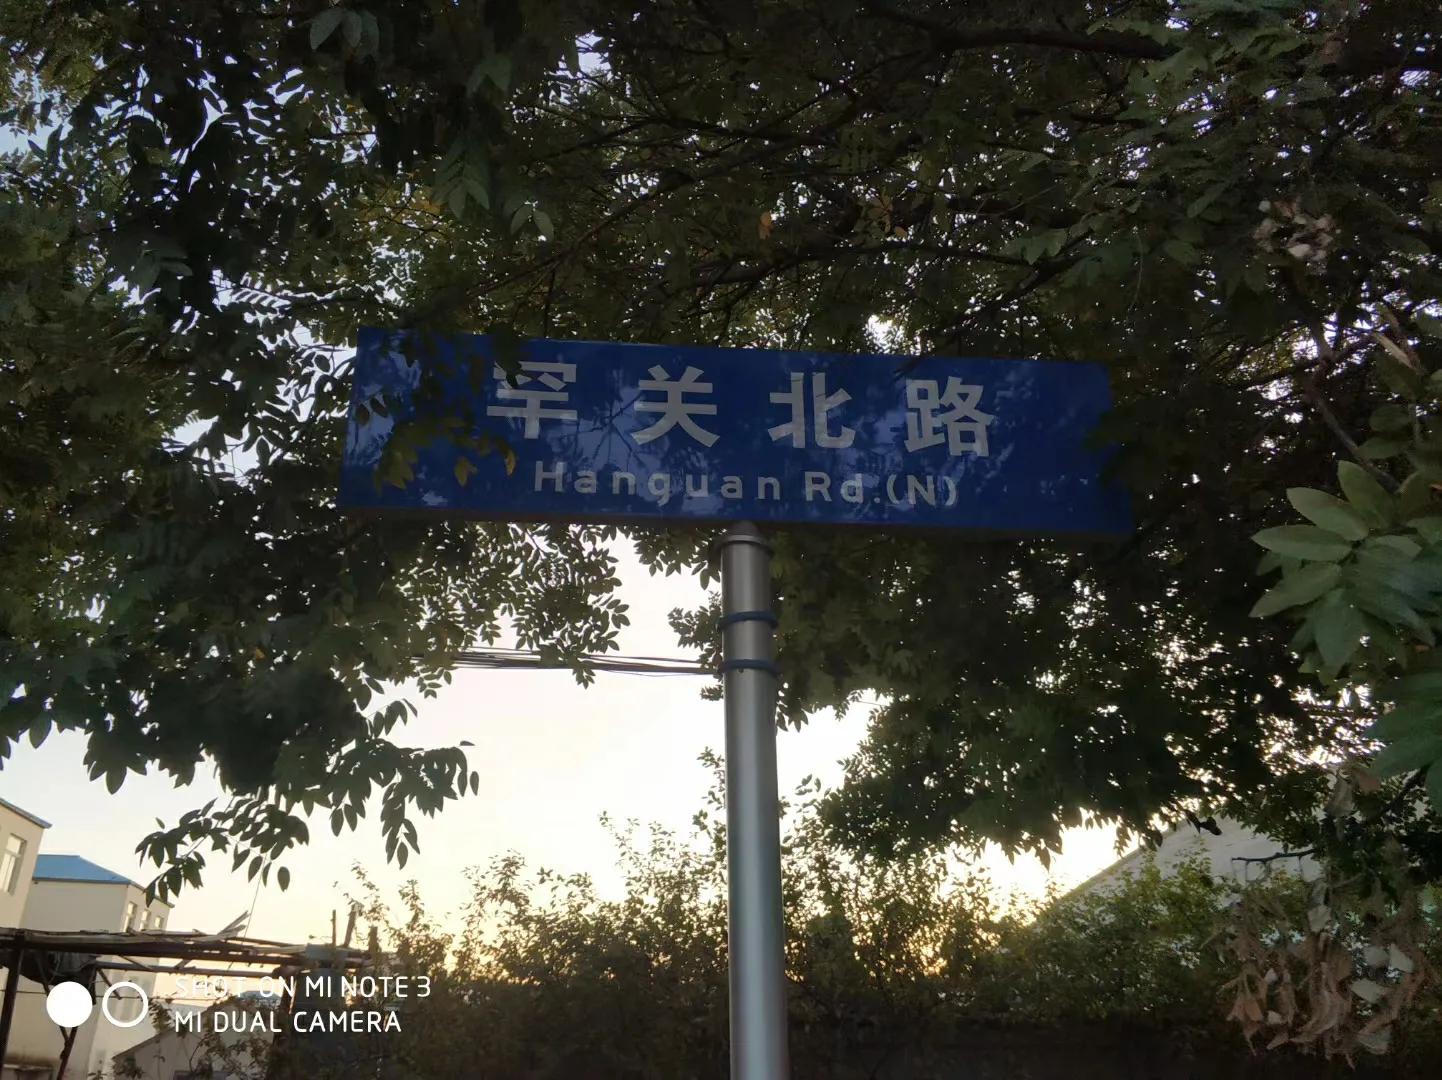 罕关北路
Hanguan Rd.(N)
SHOT ON MI NOTE 3
MI DUAL CAMERA